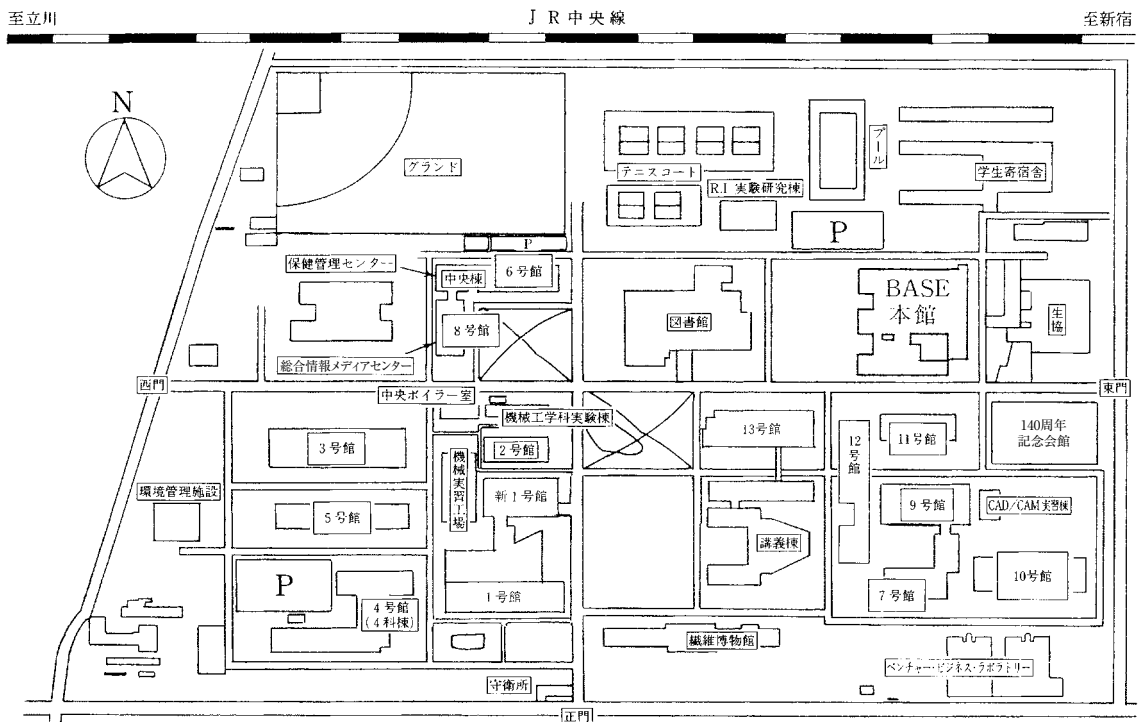 至立川
JR中央線
至新宿
N
グランド
テニスコート
プール
R.I 実験研究棟
学生寄宿舎
P
P
保健管理センター
中央棟
6号館
8号館
総合情報メディアセンター
図書館
BASE
本館
生協
西門
東門
中央ボイラー室
機械工学科実験棟
3号館
2号館
13号館
12号館
11号館
140周年
記念会館
機械実習工場
環境管理施設
5号館
新1号館
講義棟
9号館
CAD/CAM実習棟
P
4号館
(4科棟)
1号館
7号館
10号館
繊維博物館
ベンチャー・ビジネス・ラボラトリー
守衛所
正門